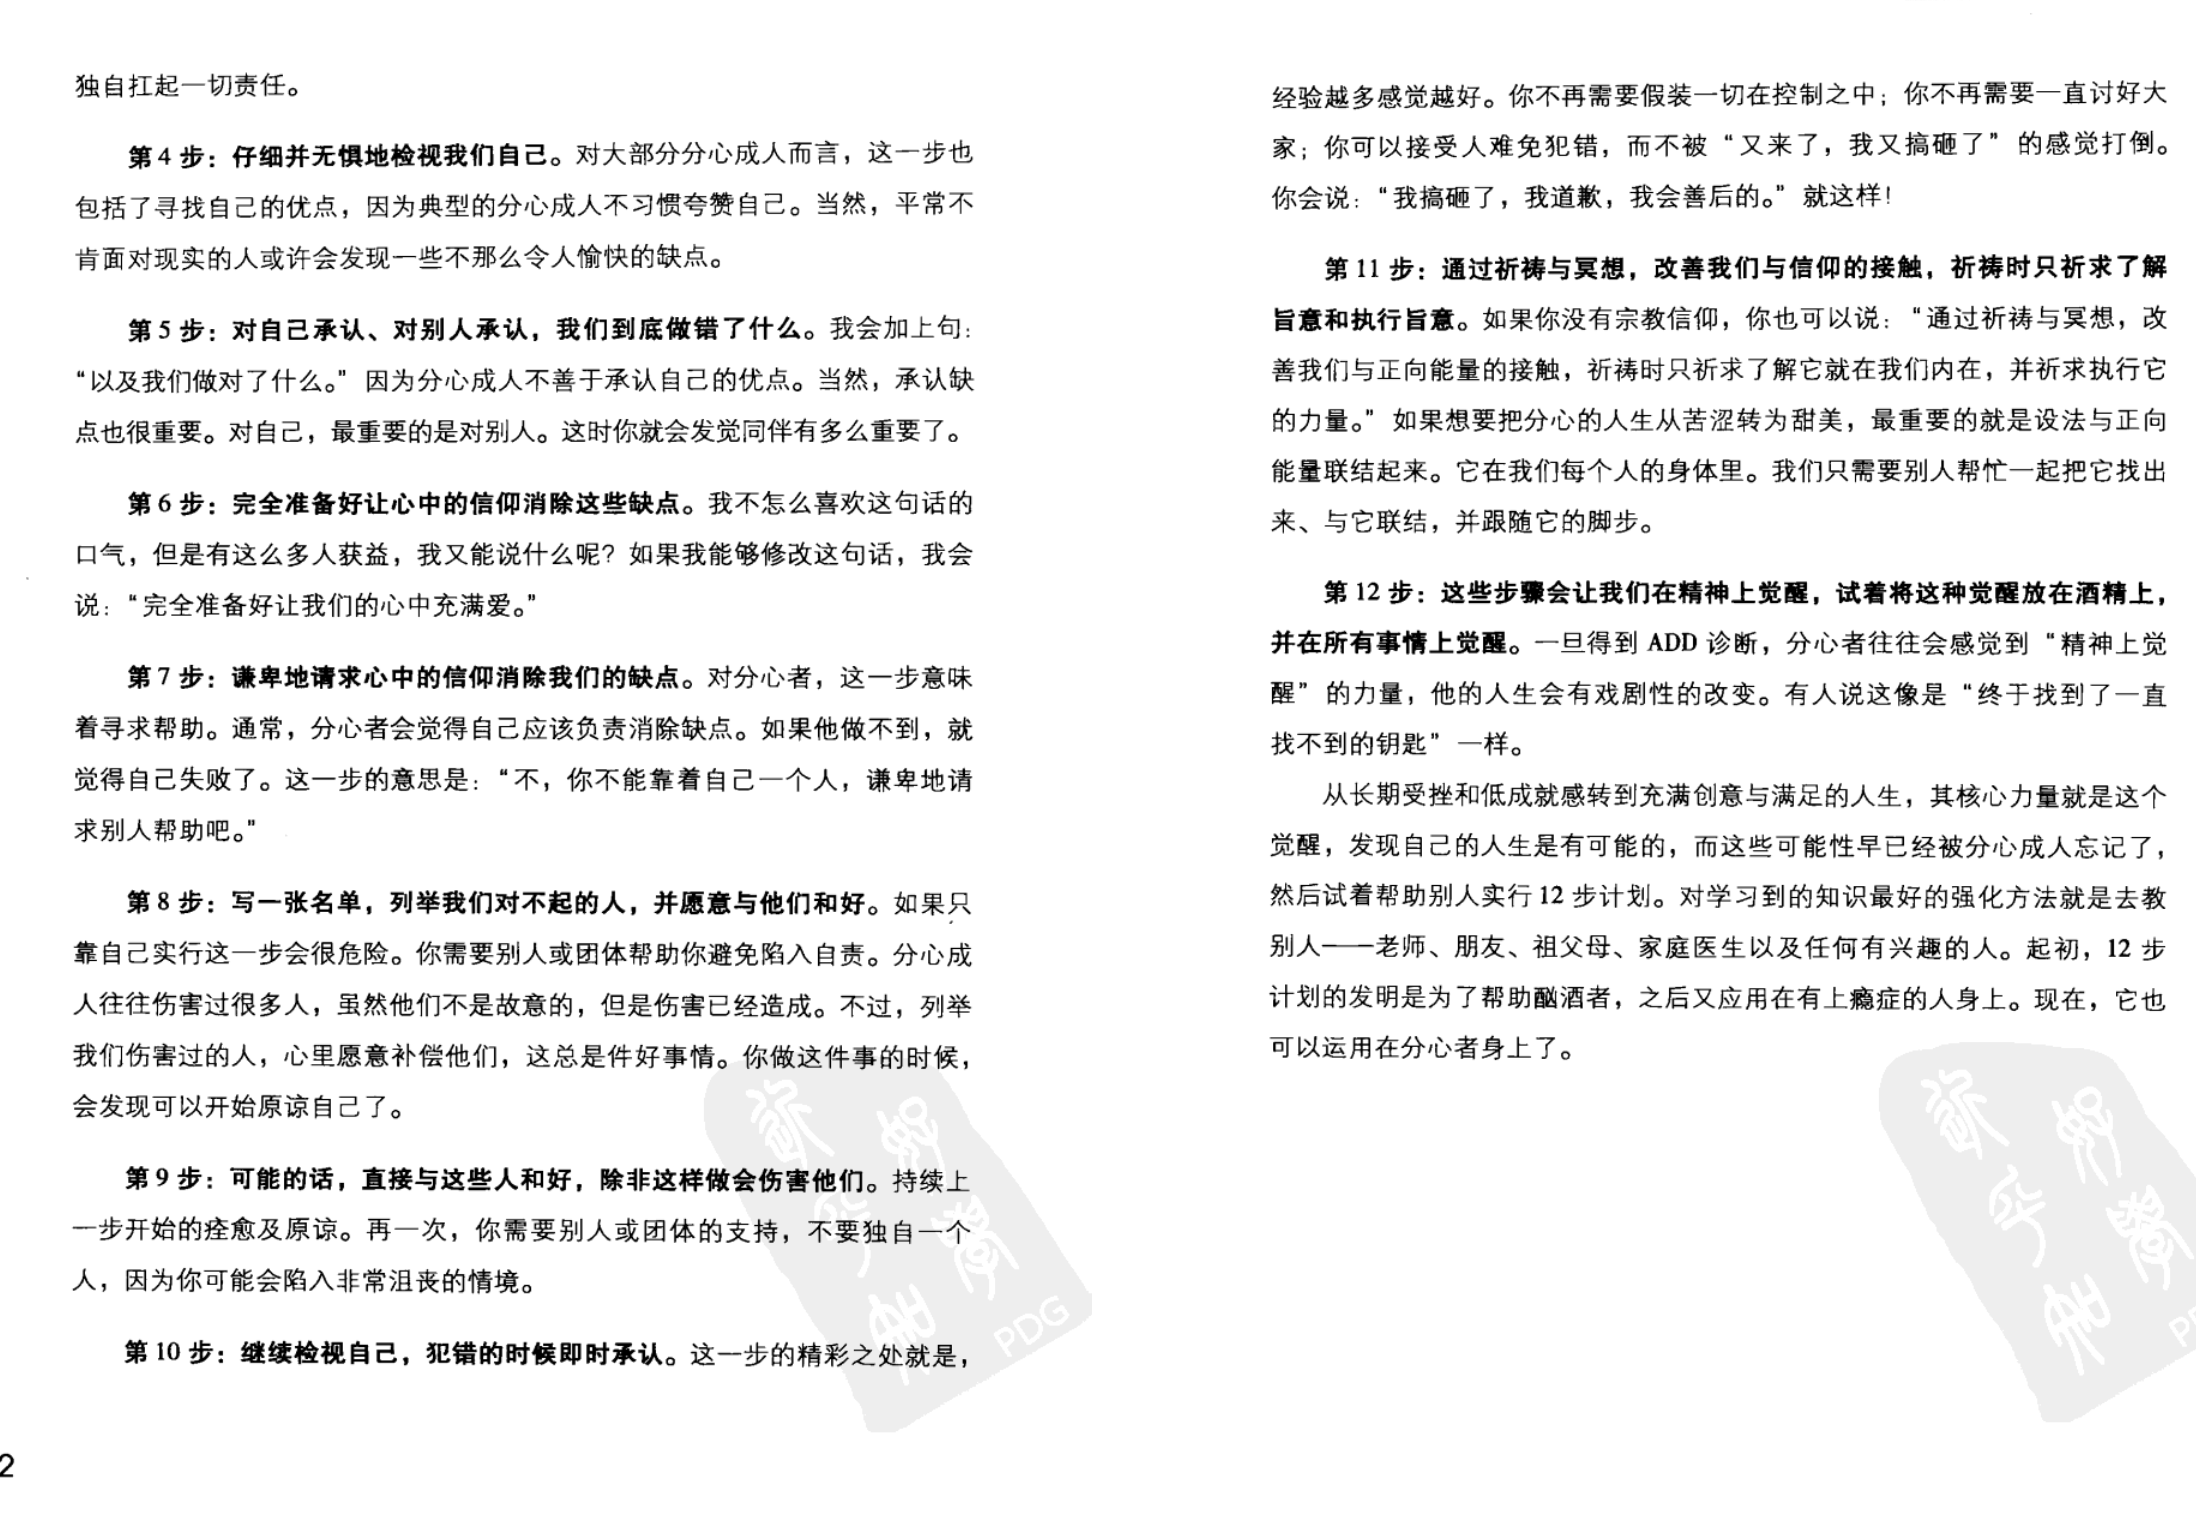 独自扛起一切责任。
第 4 步：仔细并无惧地检视我们自己。对大部分分心成人而言，这一步也
包括了寻找自己的优点，因为典型的分心成人不习惯夸赞自己。当然，平常不
肯面对现实的人或许会发现一些不那么令人愉快的缺点。
第 5 步：对自己承认、对别人承认，我们到底做错了什么。我会加上句：
“以及我们做对了什么。” 因为分心成人不善于承认自己的优点。当然，承认缺
点也很重要。对自己，最重要的是对别人。这时你就会发觉同伴有多么重要了。
第 6 步：完全准备好让心中的信仰消除这些缺点。我不怎么喜欢这句话的
口气，但是有这么多人获益，我又能说什么呢？如果我能够修改这句话，我会
说：“完全准备好让我们的心中充满爱。”
第 7 步：谦卑地请求心中的信仰消除我们的缺点。对分心者，这一步意味
着寻求帮助。通常，分心者会觉得自己应该负责消除缺点。如果他做不到，就
觉得自己失败了。这一步的意思是：“不，你不能靠着自己一个人，谦卑地请
求别人帮助吧。”
第 8 步：写一张名单，列举我们对不起的人，并愿意与他们和好。如果只
靠自己实行这一步会很危险。你需要别人或团体帮助你避免陷入自责。分心成
人往往伤害过很多人，虽然他们不是故意的，但是伤害已经造成。不过，列举
我们伤害过的人，心里愿意补偿他们，这总是件好事情。你做这件事的时候，
会发现可以开始原谅自己了。
第 9 步：可能的话，直接与这些人和好，除非这样做会伤害他们。持续上
一步开始的痊愈及原谅。再一次，你需要别人或团体的支持，不要独自一个
人，因为你可能会陷入非常沮丧的情境。
第 10 步：继续检视自己，犯错的时候即时承认。这一步的精彩之处就是，
2
经验越多感觉越好。你不再需要假装一切在控制之中；你不再需要一直讨好大
家；你可以接受人难免犯错，而不被 “又来了，我又搞砸了” 的感觉打倒。
你会说：“我搞砸了，我道歉，我会善后的。” 就这样！
第 11 步：通过祈祷与冥想，改善我们与信仰的接触，祈祷时只祈求了解
旨意和执行旨意。如果你没有宗教信仰，你也可以说：“通过祈祷与冥想，改
善我们与正向能量的接触，祈祷时只祈求了解它就在我们内在，并祈求执行它
的力量。” 如果想要把分心的人生从苦涩转为甜美，最重要的就是设法与正向
能量联结起来。它在我们每个人的身体里。我们只需要别人帮忙一起把它找出
来、与它联结，并跟随它的脚步。
第 12 步：这些步骤会让我们在精神上觉醒，试着将这种觉醒放在酒精上，
并在所有事情上觉醒。一旦得到 ADD 诊断，分心者往往会感觉到 “精神上觉
醒” 的力量，他的人生会有戏剧性的改变。有人说这像是 “终于找到了一直
找不到的钥匙” 一样。
从长期受挫和低成就感转到充满创意与满足的人生，其核心力量就是这个
觉醒，发现自己的人生是有可能的，而这些可能性早已经被分心成人忘记了，
然后试着帮助别人实行 12 步计划。对学习到的知识最好的强化方法就是去教
别人——老师、朋友、祖父母、家庭医生以及任何有兴趣的人。起初，12 步
计划的发明是为了帮助酗酒者，之后又应用在有上瘾症的人身上。现在，它也
可以运用在分心者身上了。
PDG